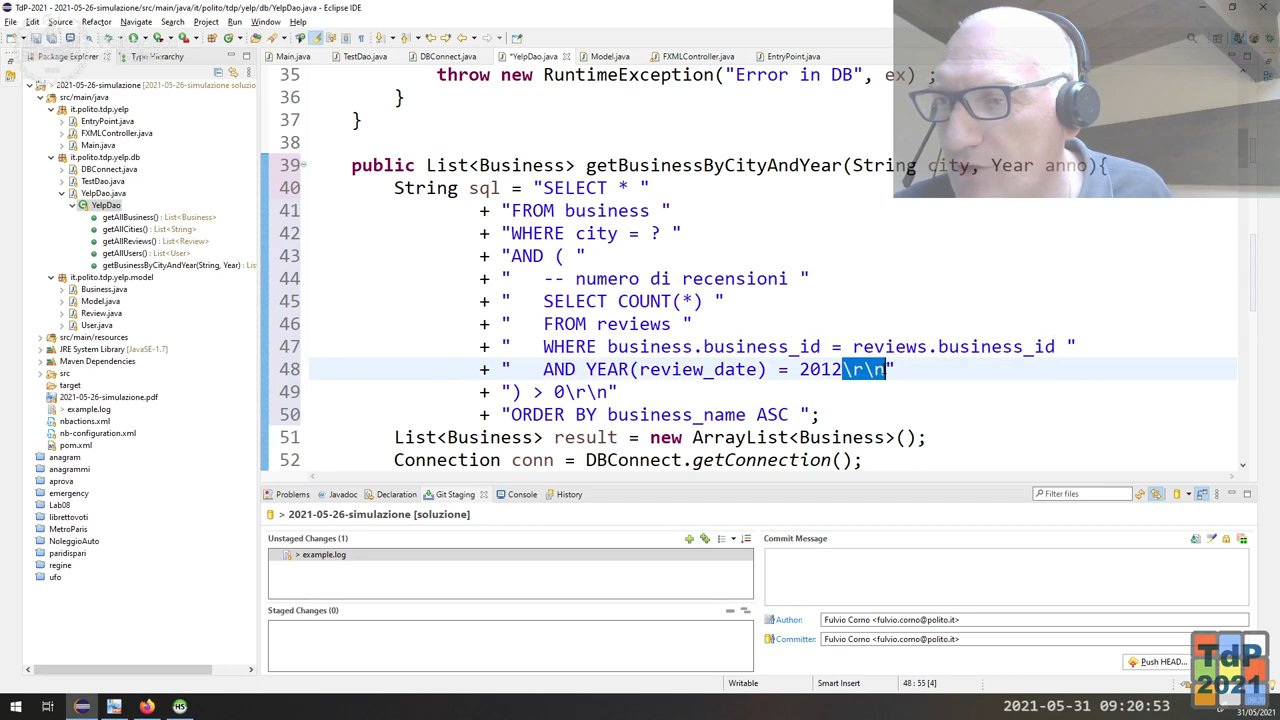 TdP - 2021-05-26-simulazione/src/main/java/it/polito/tdp/yelp/db/YelpDao.java - Eclipse IDE
File Edit Source Refactor Navigate Search Project Run Window Help
Package Explorer Type Hierarchy
Main.java TestDao.java DBConnect.java *YelpDao.java Model.java FXMLController.java EntryPoint.java
> 2021-05-26-simulazione [2021-05-26-simulazione soluzio
src/main/java
it.polito.tdp.yelp
EntryPoint.java
FXMLController.java
Main.java
it.polito.tdp.yelp.db
DBConnect.java
TestDao.java
YelpDao.java
YelpDao
getAllBusiness() : List<Business>
getAllCities() : List<String>
getAllReviews() : List<Review>
getAllUsers() : List<User>
getBusinessByCityAndYear(String, Year) : Li
it.polito.tdp.yelp.model
Business.java
Model.java
Review.java
User.java
src/main/resources
JRE System Library [JavaSE-1.7]
Maven Dependencies
src
target
2021-05-26-simulazione.pdf
> example.log
nbactions.xml
nb-configuration.xml
pom.xml
anagram
anagrammi
aprova
emergency
Lab08
librettovoti
MetroParis
NoleggioAuto
paridispari
regine
ufo
35 throw new RuntimeException("Error in DB", ex) ;
36 }
37 }
38
39 public List<Business> getBusinessByCityAndYear(String city, Year anno){
40 String sql = "SELECT * "
41 + "FROM business "
42 + "WHERE city = ? "
43 + "AND ( "
44 + " -- numero di recensioni "
45 + " SELECT COUNT(*) "
46 + " FROM reviews "
47 + " WHERE business.business_id = reviews.business_id "
48 + " AND YEAR(review_date) = 2012\r\n"
49 + ") > 0\r\n"
50 + "ORDER BY business_name ASC ";
51 List<Business> result = new ArrayList<Business>();
52 Connection conn = DBConnect.getConnection();
Problems Javadoc Declaration Git Staging Console History
Filter files
> 2021-05-26-simulazione [soluzione]
Unstaged Changes (1)
> example.log
Staged Changes (0)
Commit Message
Author: Fulvio Corno <fulvio.corno@polito.it>
Committer: Fulvio Corno <fulvio.corno@polito.it>
Push HEAD...
Writable Smart Insert 48 : 55 [4]
TdP
2021
2021-05-31 09:20:53
09:20
31/05/2021